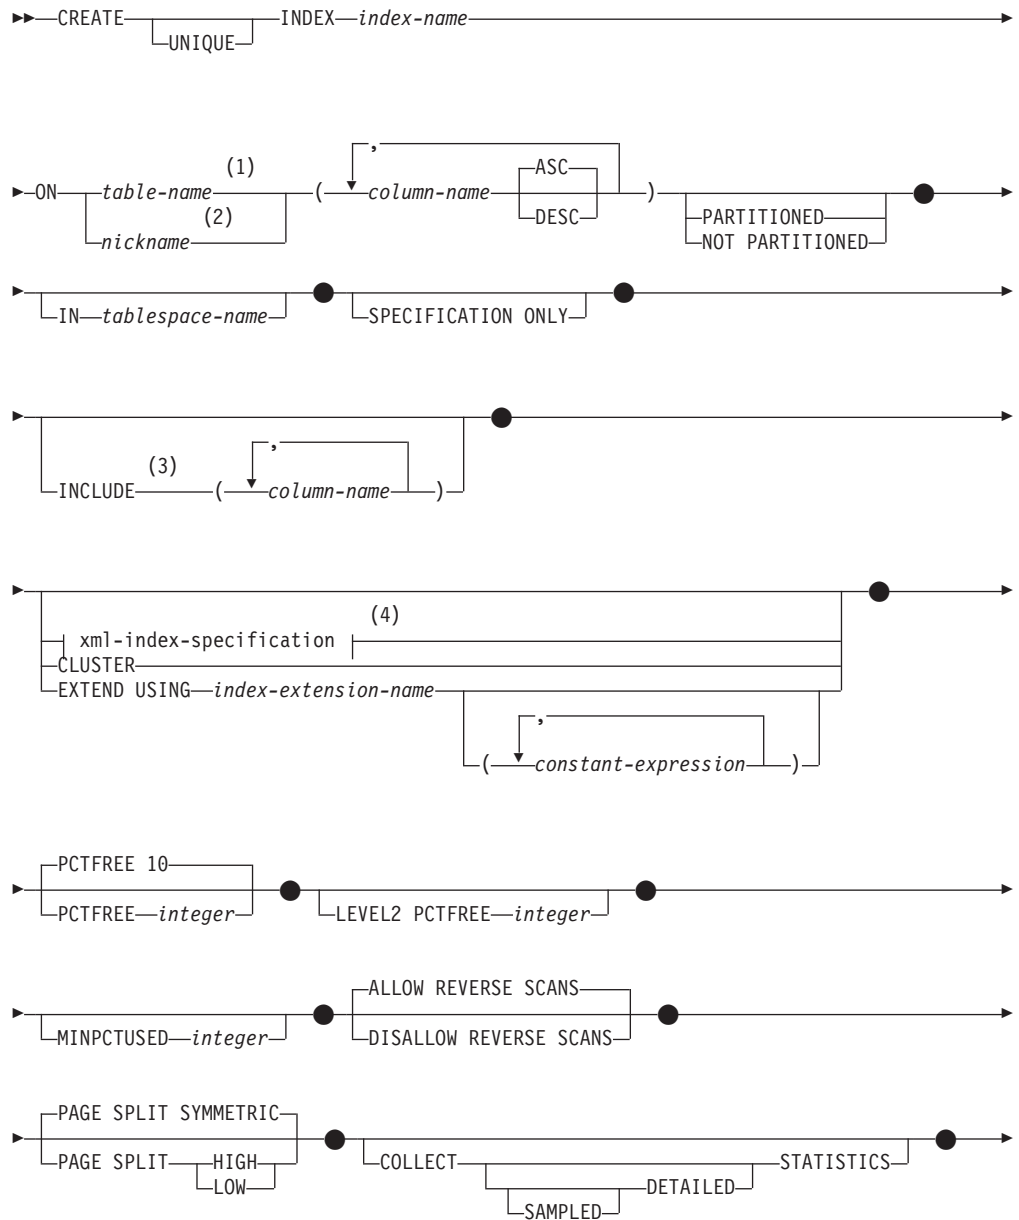 CREATE UNIQUE INDEX index-name
ON table-name (1) nickname (2) ( , column-name ASC DESC ) PARTITIONED NOT PARTITIONED
IN tablespace-name SPECIFICATION ONLY
INCLUDE (3) ( , column-name )
xml-index-specification (4)
CLUSTER
EXTEND USING index-extension-name
( , constant-expression )
PCTFREE 10
PCTFREE integer LEVEL2 PCTFREE integer
ALLOW REVERSE SCANS
MINPCTUSED integer DISALLOW REVERSE SCANS
PAGE SPLIT SYMMETRIC
PAGE SPLIT HIGH LOW COLLECT SAMPLED DETAILED STATISTICS